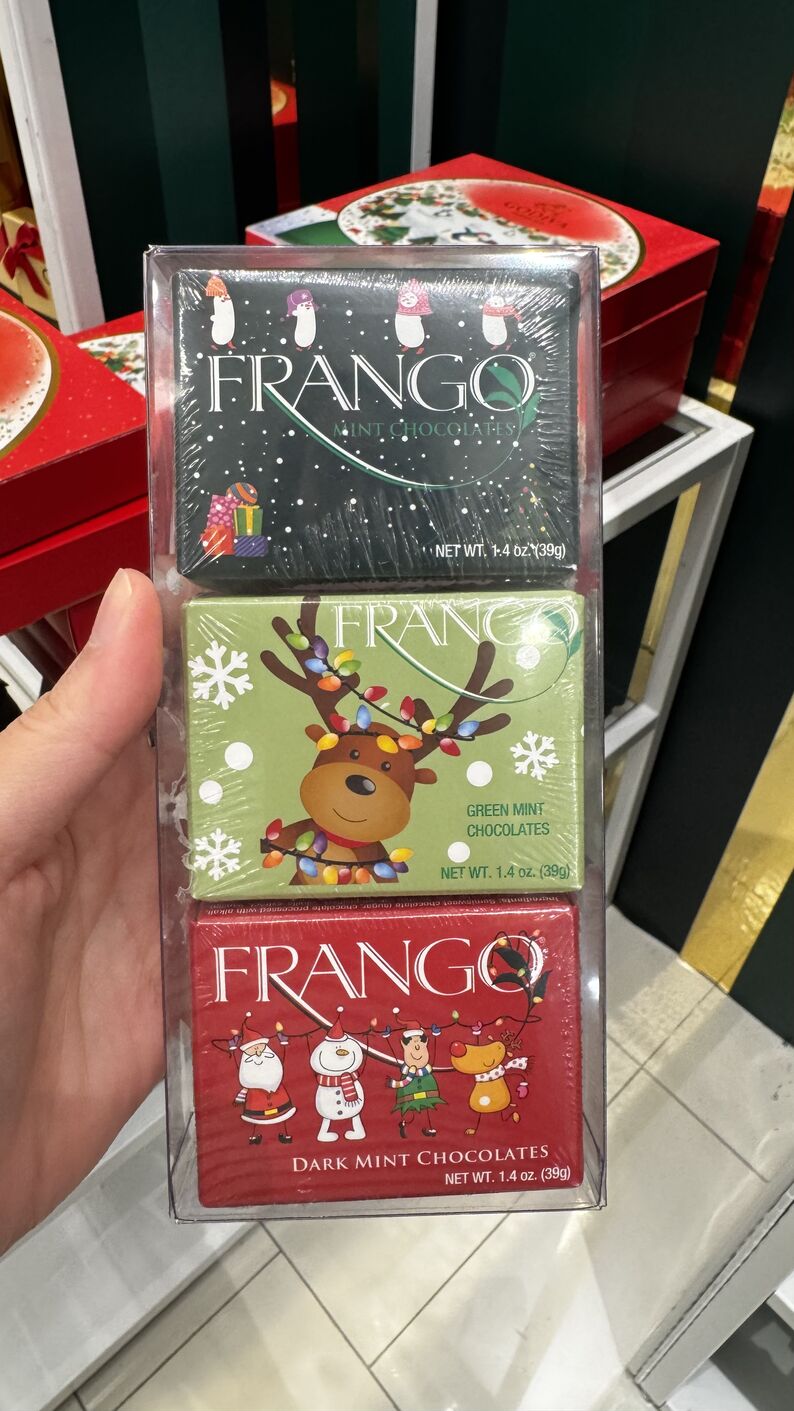 GODIVA
FRANGO®
MINT CHOCOLATES
NET WT. 1.4 oz. (39g)
FRANGO
GREEN MINT
CHOCOLATES
NET WT. 1.4 oz. (39g)
FRANGO®
DARK MINT CHOCOLATES
NET WT. 1.4 oz. (39g)